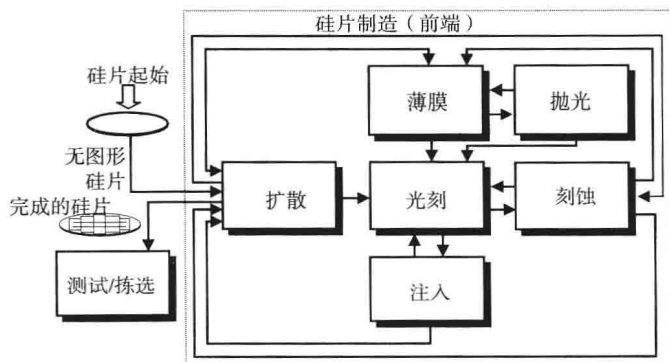 硅片制造（前端）
硅片起始
薄膜
抛光
无图形
硅片
扩散
光刻
刻蚀
完成的硅片
测试/拣选
注入